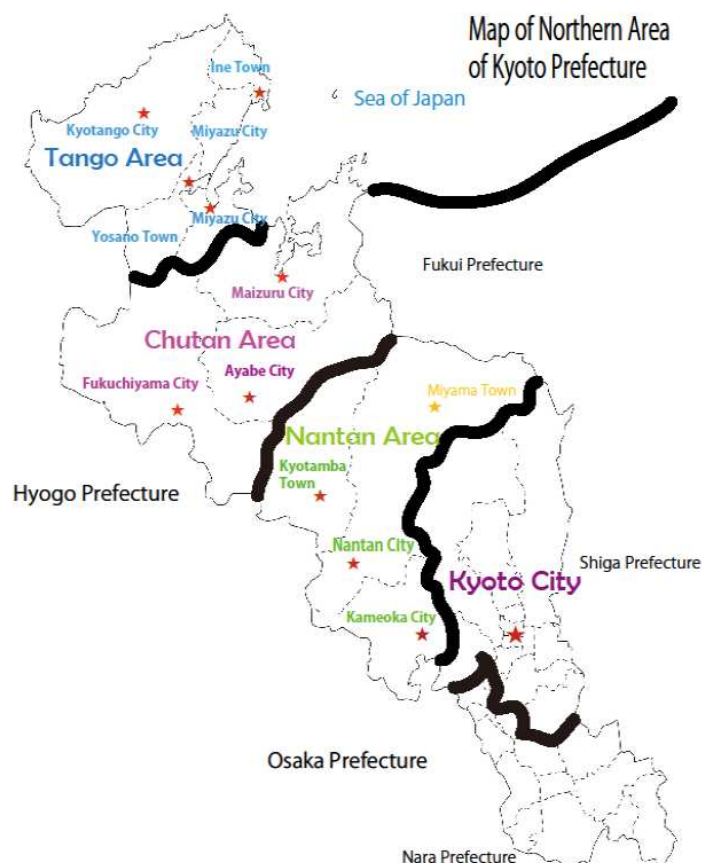 Map of Northern Area
of Kyoto Prefecture
Ine Town
Sea of Japan
Kyotango City
Miyazu City
Tango Area
Miyazu City
Yosano Town
Fukui Prefecture
Maizuru City
Chutan Area
Ayabe City
Fukuchiyama City
Miyama Town
Nantan Area
Kyotamba
Town
Hyogo Prefecture
Nantan City
Shiga Prefecture
Kyoto City
Kameoka City
Osaka Prefecture
Nara Prefecture